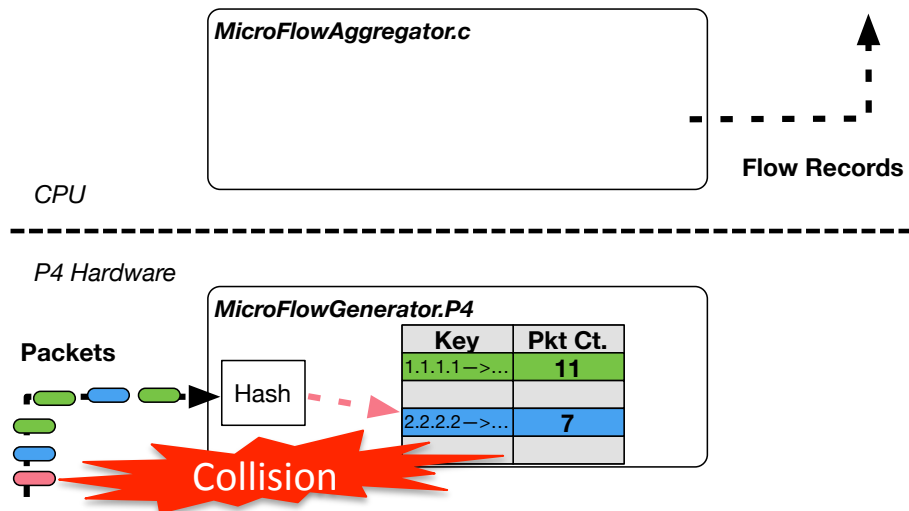 MicroFlowAggregator.c
Flow Records
CPU
P4 Hardware
MicroFlowGenerator.P4
Packets
Hash
Key Pkt Ct.
1.1.1.1—>... 11
2.2.2.2—>... 7
Collision